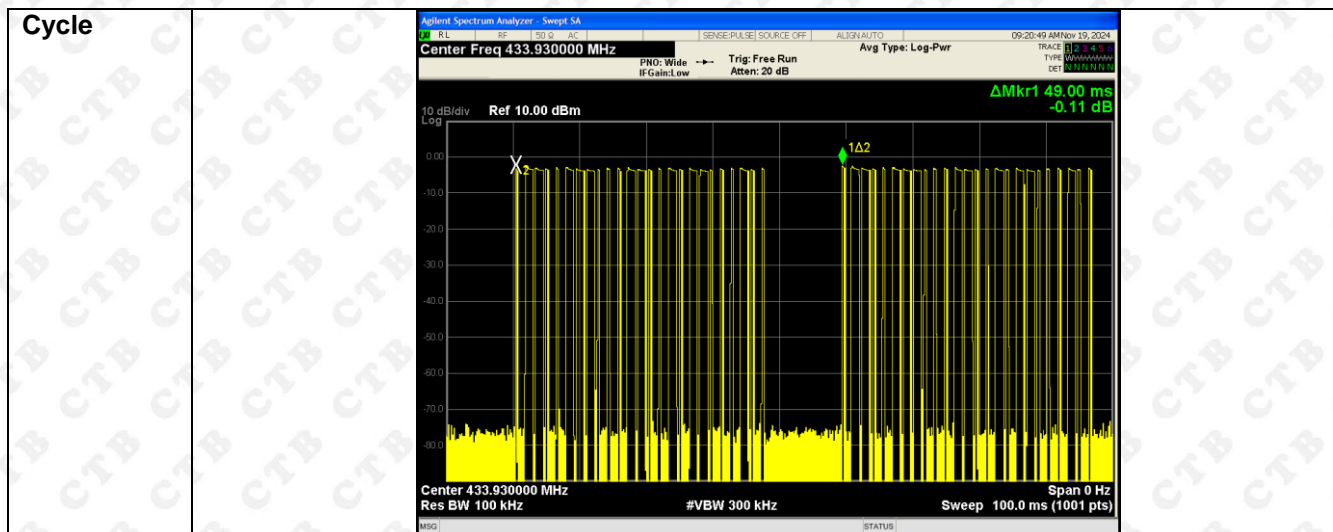 Cycle
Agilent Spectrum Analyzer - Swept SA
RL RF 50 Ω AC SENSE:PULSE SOURCE OFF ALIGN AUTO 09:20:49 AM Nov 19, 2024
Center Freq 433.930000 MHz Avg Type: Log-Pwr TRACE 1 2 3 4 5 6
PNO: Wide Trig: Free Run TYPE W
IFGain:Low Atten: 20 dB DET N N N N N N
ΔMkr1 49.00 ms
-0.11 dB
10 dB/div Ref 10.00 dBm
Log
1Δ2
0.00
X2
-10.0
-20.0
-30.0
-40.0
-50.0
-60.0
-70.0
-80.0
Center 433.930000 MHz Span 0 Hz
Res BW 100 kHz #VBW 300 kHz Sweep 100.0 ms (1001 pts)
MSG STATUS
CTB